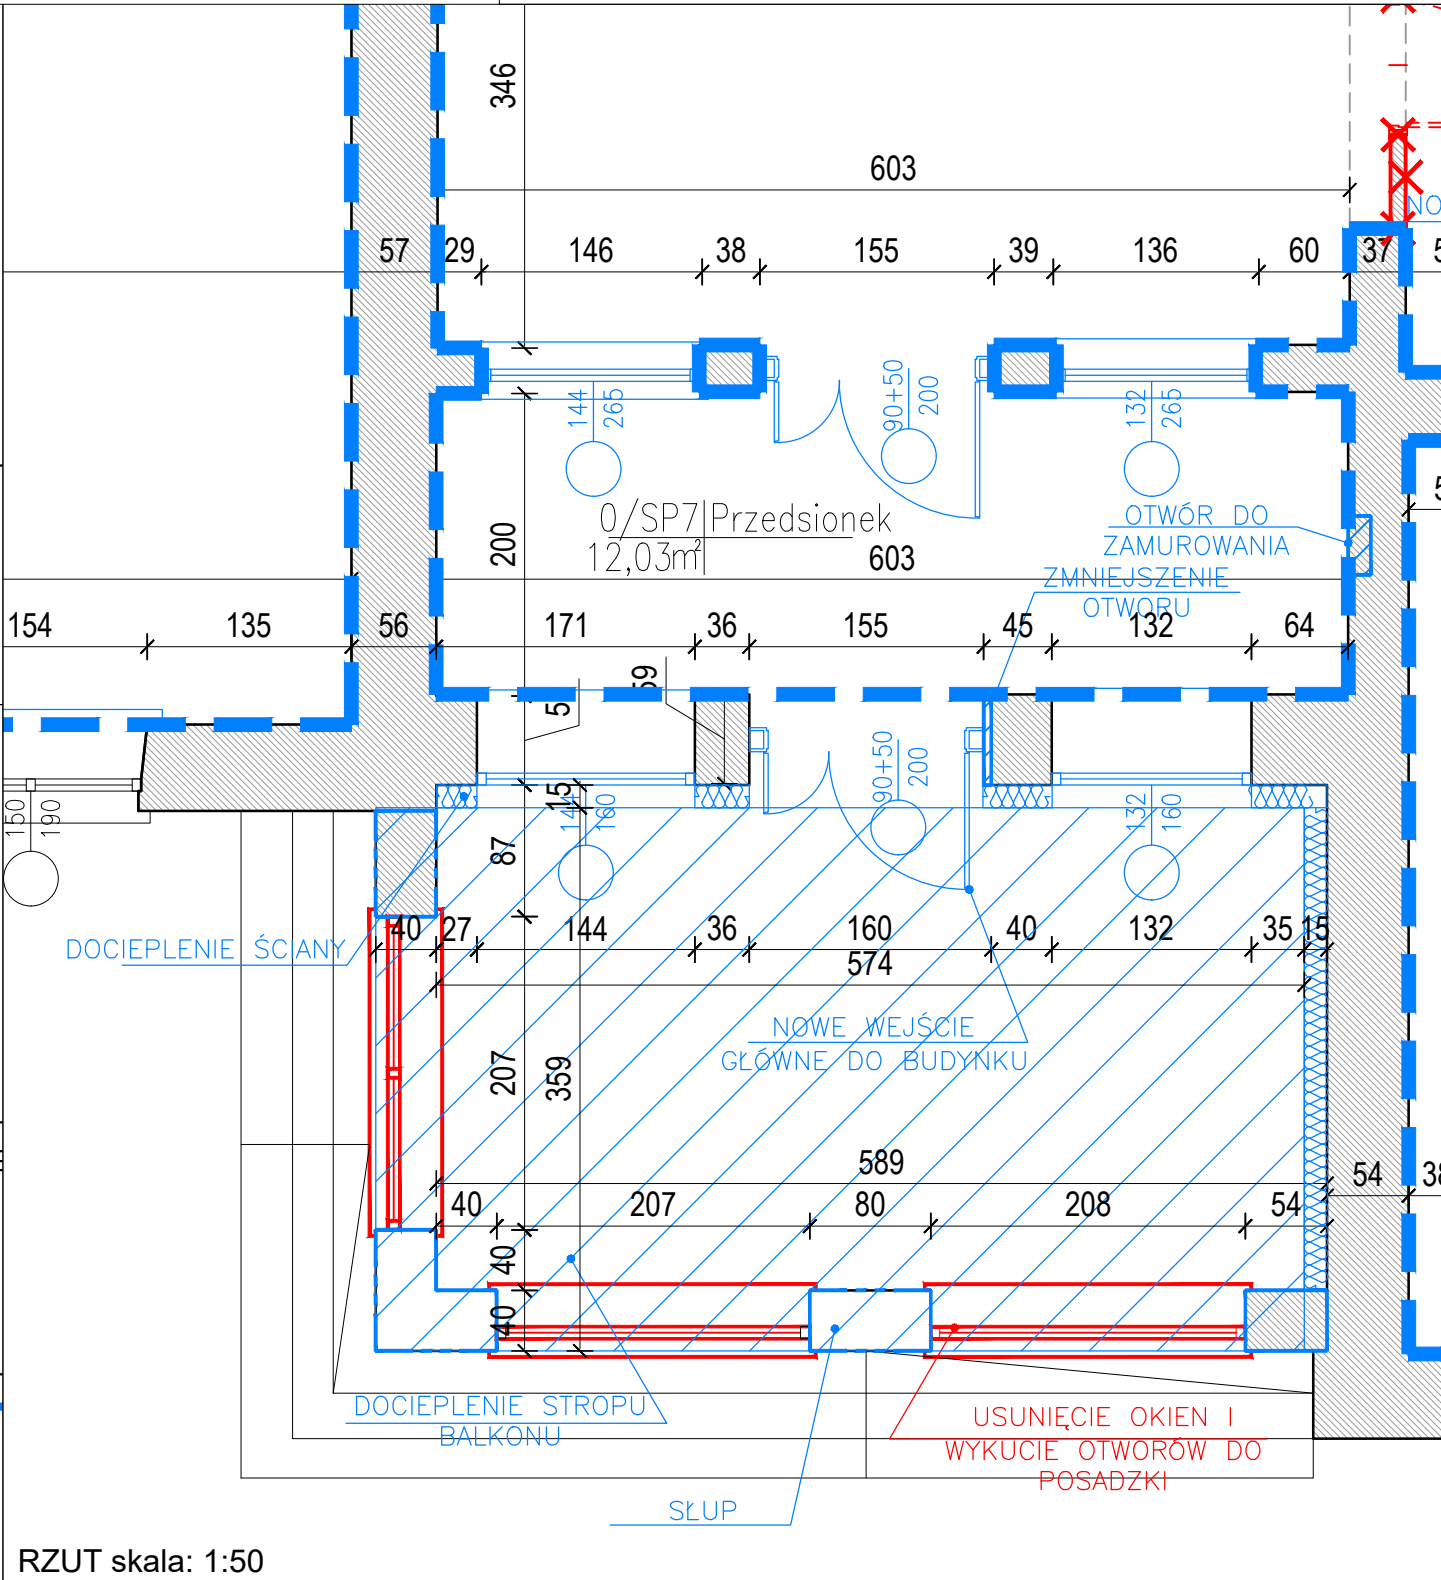 346
603
57 29 146 38 155 39 136 60 37
144
265
90+50
200
132
265
0/SP7 Przedsionek
12,03m²
200
603
OTWÓR DO
ZAMUROWANIA
ZMNIEJSZENIE
OTWORU
154 135 56 171 36 155 45 132 64
150
190
15
144
160
90+50
200
132
160
87
DOCIEPLENIE ŚCIANY
40 27 144 36 160 40 132 35 15
574
NOWE WEJŚCIE
GŁÓWNE DO BUDYNKU
207
359
589
54
40 207 80 208 54
40
40
DOCIEPLENIE STROPU
BALKONU
USUNIĘCIE OKIEN I
WYKUCIE OTWORÓW DO
POSADZKI
SŁUP
RZUT skala: 1:50